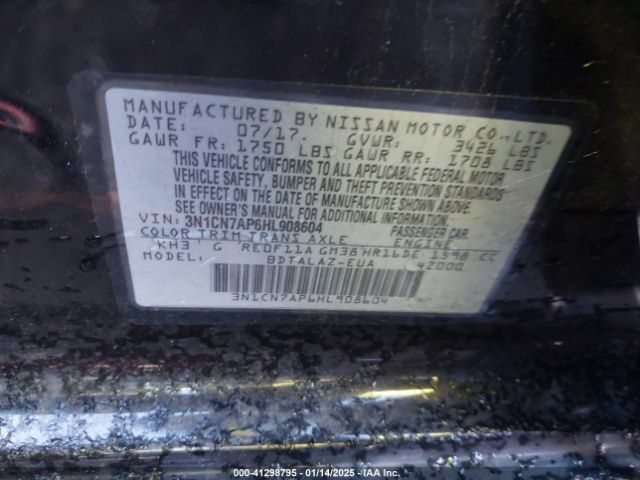 MANUFACTURED BY NISSAN MOTOR CO.,LTD.
DATE: 07/17. GVWR: 3426 LBS
GAWR FR: 1750 LBS GAWR RR: 1708 LBS
THIS VEHICLE CONFORMS TO ALL APPLICABLE FEDERAL MOTOR
VEHICLE SAFETY, BUMPER AND THEFT PREVENTION STANDARDS
IN EFFECT ON THE DATE OF MANUFACTURE SHOWN ABOVE.
SEE OWNER'S MANUAL FOR ADDITIONAL INFORMATION
VIN: 3N1CN7AP6HL908604 PASSENGER CAR
COLOR TRIM TRANS AXLE ENGINE
KH3 G RE0F11A GM38 HR16DE 1598 CC
MODEL: BDTALAZ-EUA 42000
3N1CN7AP6HL908604
000-41298795 — 01/14/2025 — IAA